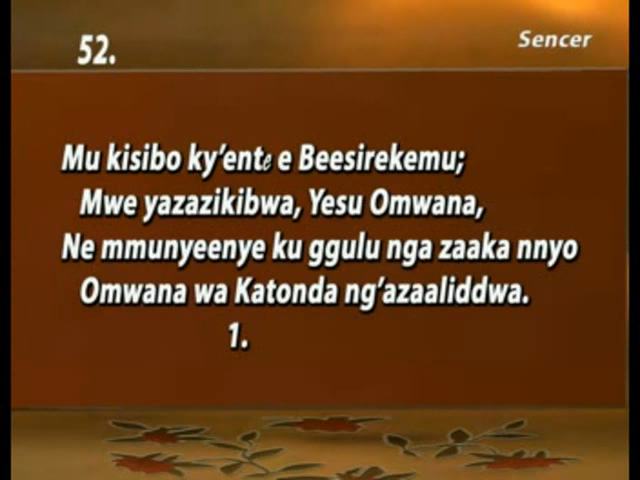 52.
Sencer
Mu kisibo ky'ente e Beesirekemu;
Mwe yazazikibwa, Yesu Omwana,
Ne mmunyeenye ku ggulu nga zaaka nnyo
Omwana wa Katonda ng'azaaliddwa.
1.